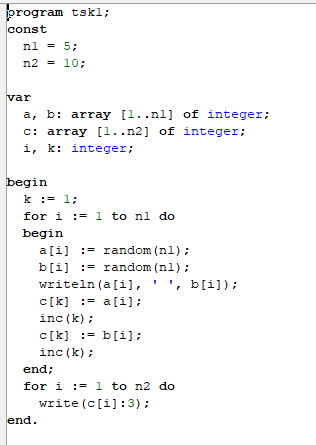 program tsk1;
const
  n1 = 5;
  n2 = 10;

var
  a, b: array [1..n1] of integer;
  c: array [1..n2] of integer;
  i, k: integer;

begin
  k := 1;
  for i := 1 to n1 do
  begin
    a[i] := random(n1);
    b[i] := random(n1);
    writeln(a[i], ' ', b[i]);
    c[k] := a[i];
    inc(k);
    c[k] := b[i];
    inc(k);
  end;
  for i := 1 to n2 do
    write(c[i]:3);
end.